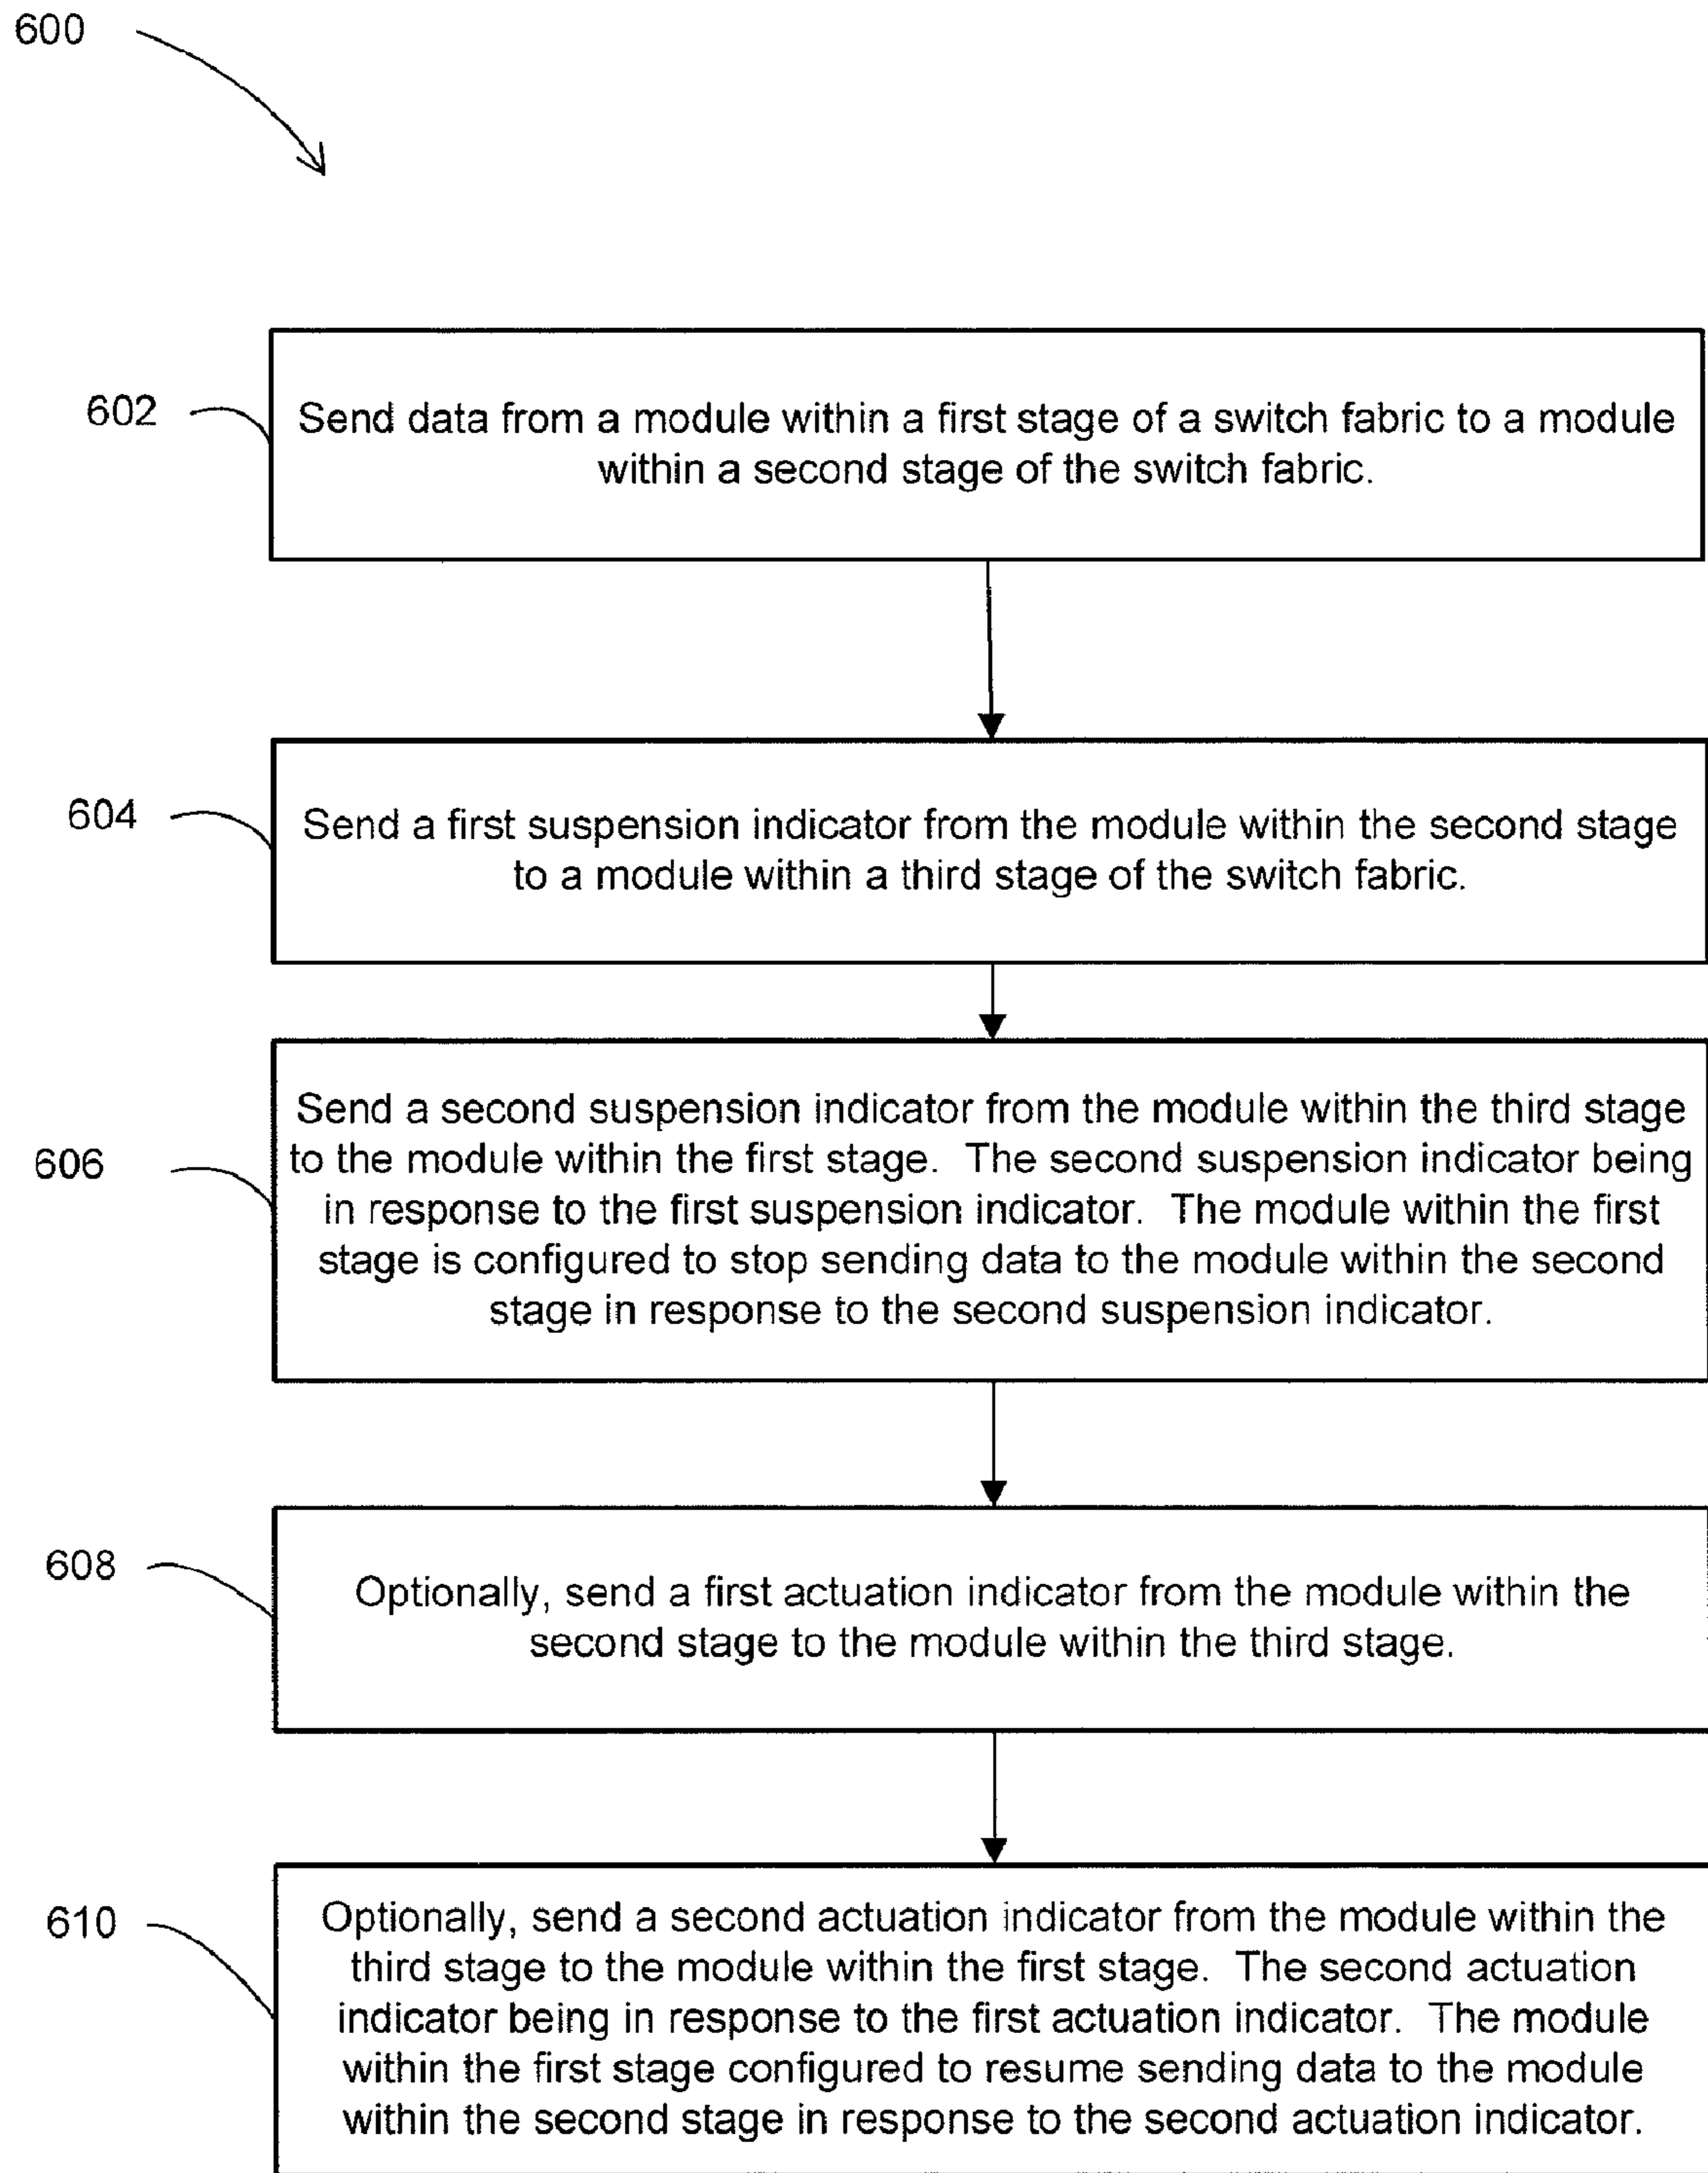 600
602
Send data from a module within a first stage of a switch fabric to a module
within a second stage of the switch fabric.
604
Send a first suspension indicator from the module within the second stage
to a module within a third stage of the switch fabric.
606
Send a second suspension indicator from the module within the third stage
to the module within the first stage.  The second suspension indicator being
in response to the first suspension indicator.  The module within the first
stage is configured to stop sending data to the module within the second
stage in response to the second suspension indicator.
608
Optionally, send a first actuation indicator from the module within the
second stage to the module within the third stage.
610
Optionally, send a second actuation indicator from the module within the
third stage to the module within the first stage.  The second actuation
indicator being in response to the first actuation indicator.  The module
within the first stage configured to resume sending data to the module
within the second stage in response to the second actuation indicator.